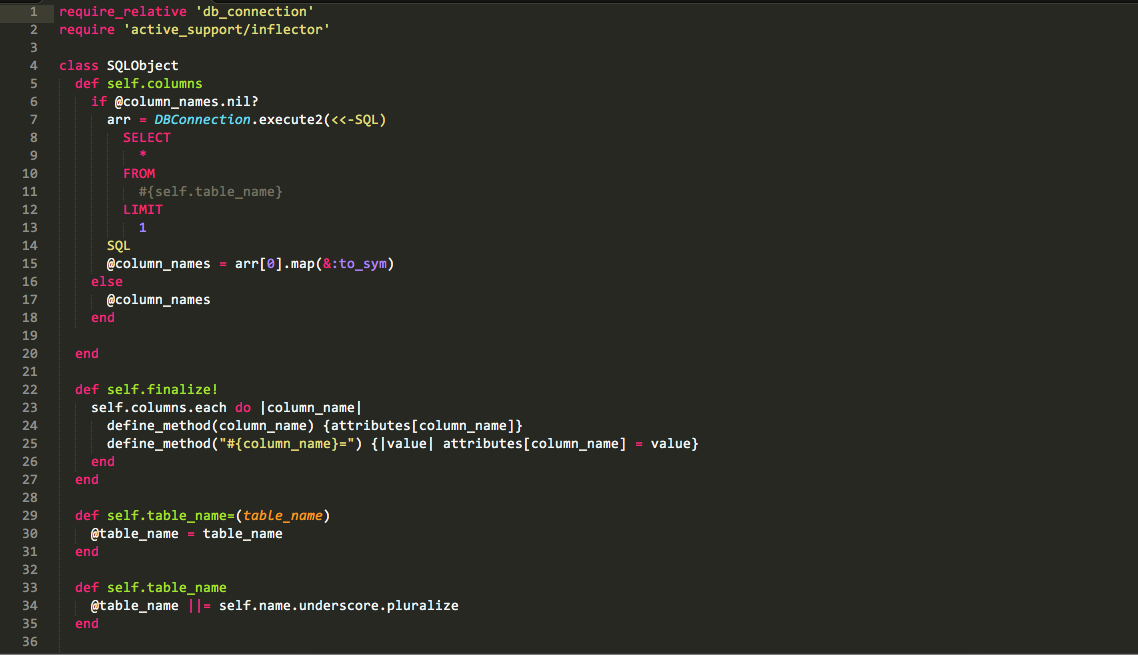 1 require_relative 'db_connection'
2 require 'active_support/inflector'
3
4 class SQLObject
5   def self.columns
6     if @column_names.nil?
7       arr = DBConnection.execute2(<<-SQL)
8         SELECT
9           *
10         FROM
11           #{self.table_name}
12         LIMIT
13           1
14       SQL
15       @column_names = arr[0].map(&:to_sym)
16     else
17       @column_names
18     end
19
20   end
21
22   def self.finalize!
23     self.columns.each do |column_name|
24       define_method(column_name) {attributes[column_name]}
25       define_method("#{column_name}=") {|value| attributes[column_name] = value}
26     end
27   end
28
29   def self.table_name=(table_name)
30     @table_name = table_name
31   end
32
33   def self.table_name
34     @table_name ||= self.name.underscore.pluralize
35   end
36